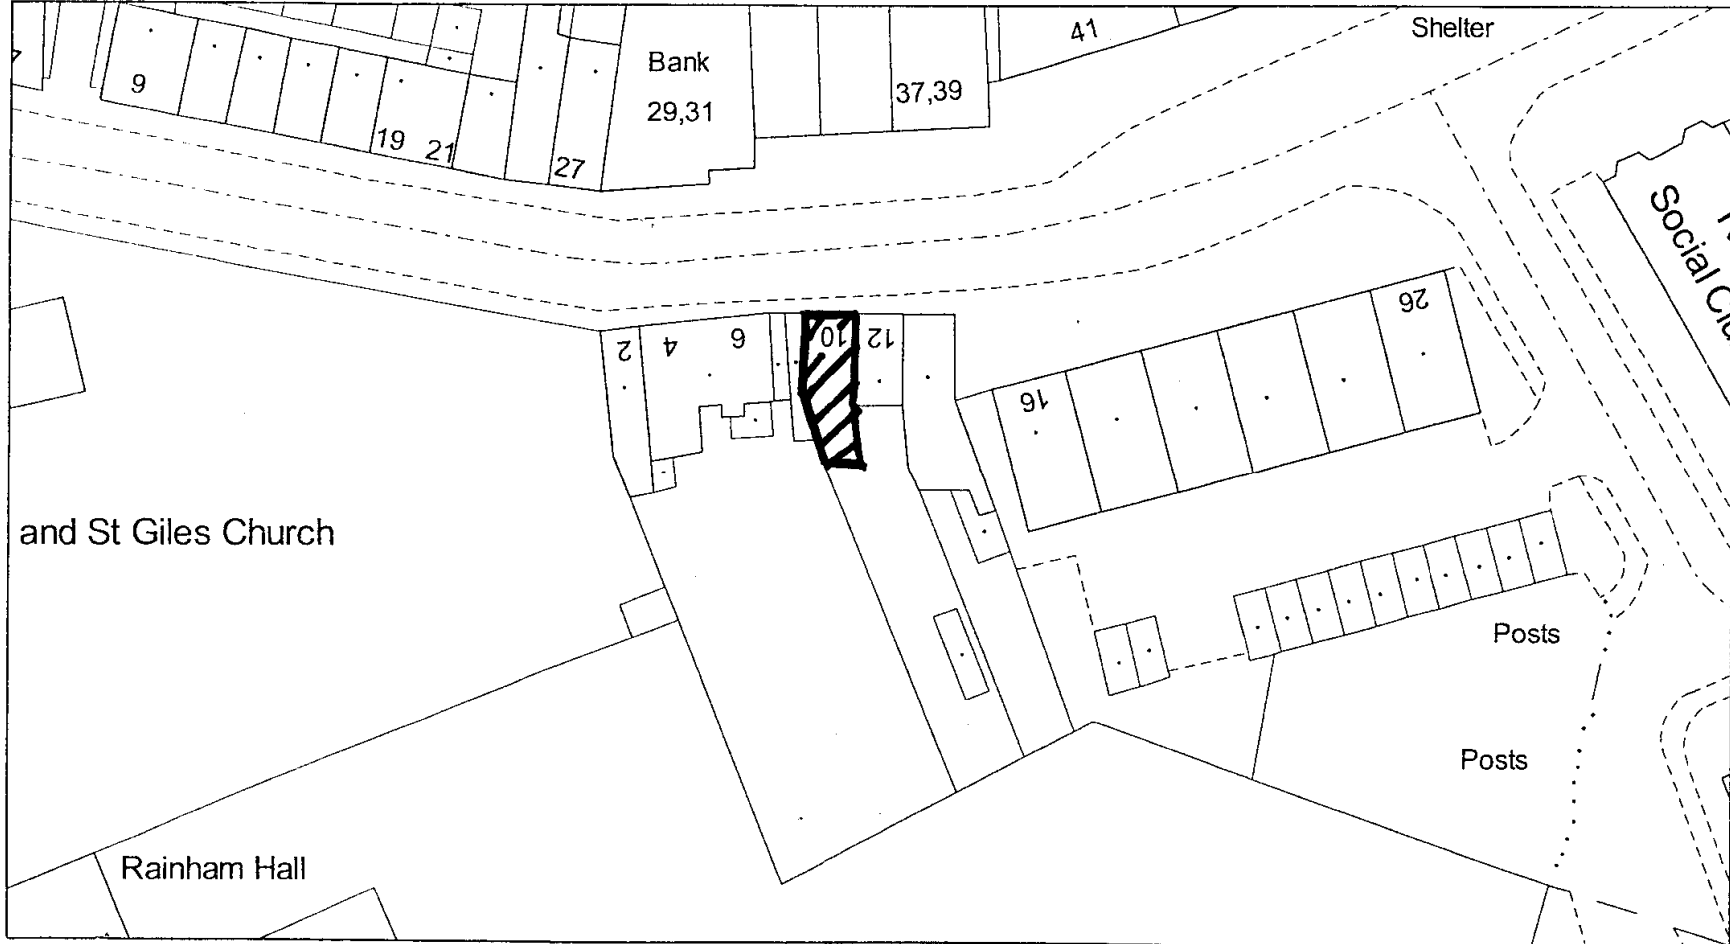 Shelter
41
Bank
29,31
37,39
9
19
21
27
Social Clu
2
4
6
10
12
26
16
and St Giles Church
Posts
Posts
Rainham Hall